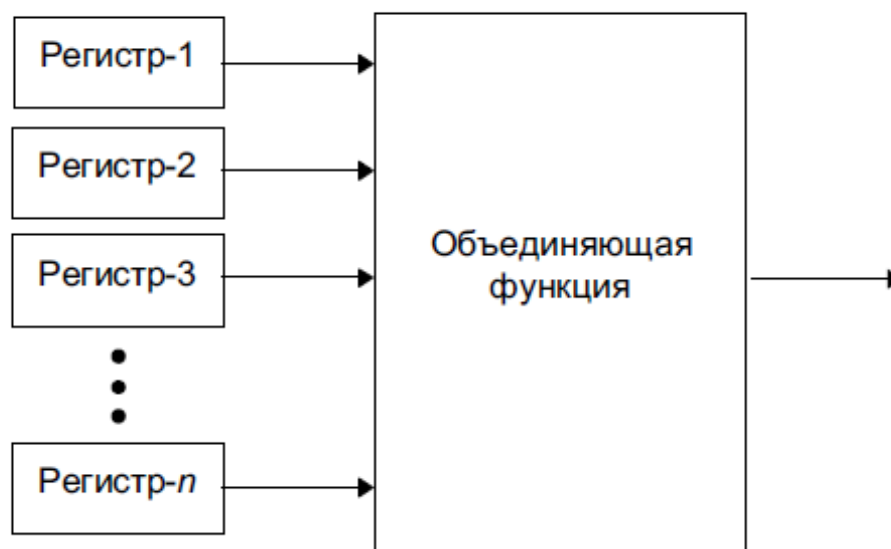 Регистр-1
Регистр-2
Регистр-3
Регистр-n
Объединяющая
функция